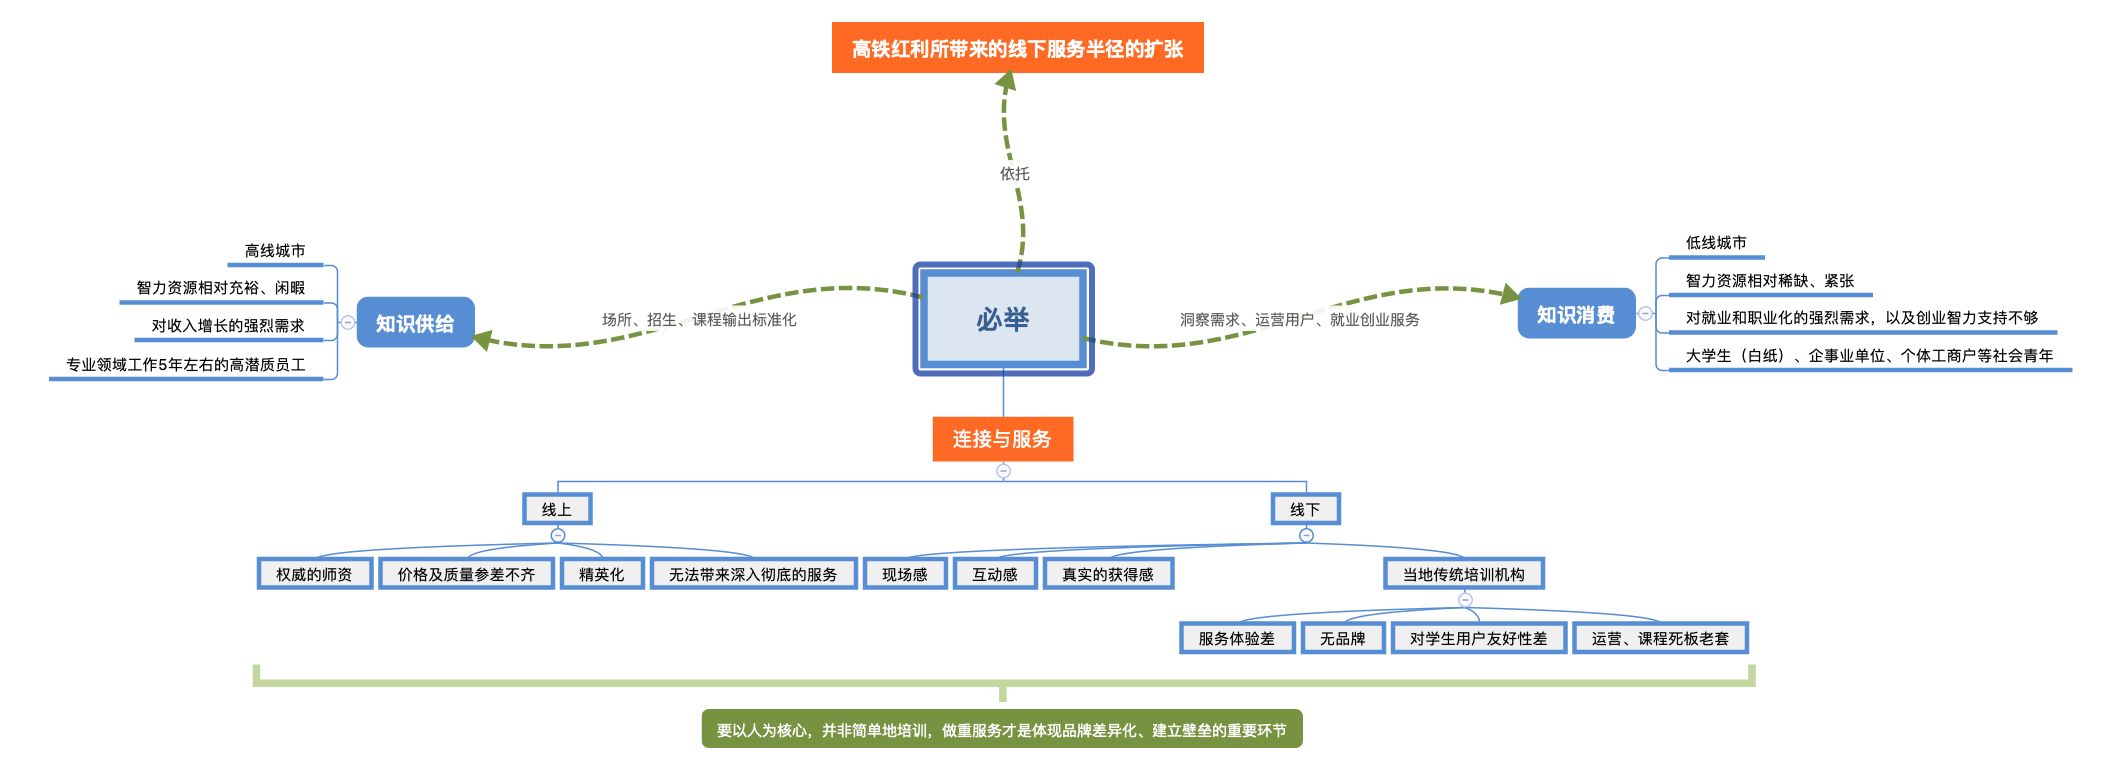 高铁红利所带来的线下服务半径的扩张
依托
高线城市
智力资源相对充裕、闲暇
对收入增长的强烈需求
专业领域工作5年左右的高潜质员工
知识供给
场所、招生、课程输出标准化
必举
洞察需求、运营用户、就业创业服务
知识消费
低线城市
智力资源相对稀缺、紧张
对就业和职业化的强烈需求，以及创业智力支持不够
大学生（白纸）、企事业单位、个体工商户等社会青年
连接与服务
线上
线下
权威的师资
价格及质量参差不齐
精英化
无法带来深入彻底的服务
现场感
互动感
真实的获得感
当地传统培训机构
服务体验差
无品牌
对学生用户友好性差
运营、课程死板老套
要以人为核心，并非简单地培训，做重服务才是体现品牌差异化、建立壁垒的重要环节